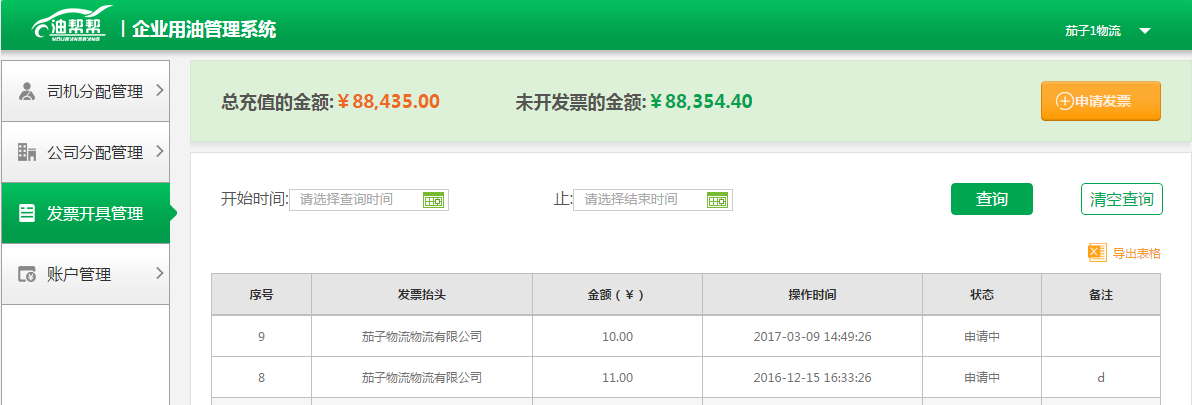 油帮帮
YOUBANGBANG
企业用油管理系统
茄子1物流
司机分配管理
公司分配管理
发票开具管理
账户管理
总充值的金额:￥88,435.00
未开发票的金额:￥88,354.40
申请发票
开始时间: 请选择查询时间
止: 请选择结束时间
查询
清空查询
导出表格
序号 发票抬头 金额（￥） 操作时间 状态 备注
9 茄子物流物流有限公司 10.00 2017-03-09 14:49:26 申请中
8 茄子物流物流有限公司 11.00 2016-12-15 16:33:26 申请中 d